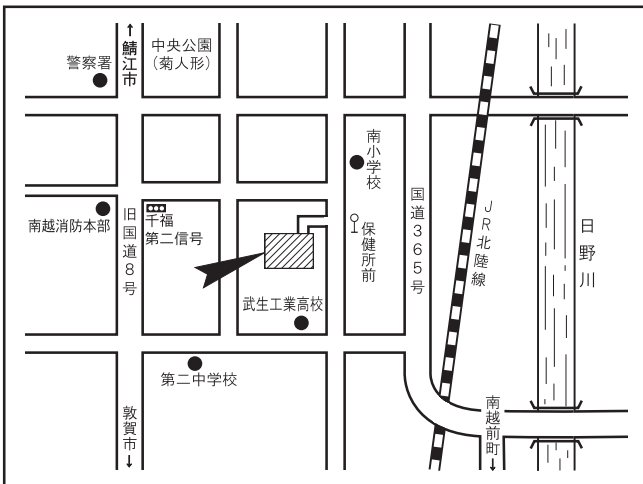 ↑鯖江市
中央公園
（菊人形）
警察署
南小学校
国道365号
JR北陸線
日野川
南越消防本部
旧国道8号
千福
第二信号
保健所前
武生工業高校
第二中学校
敦賀市↓
南越前町↓